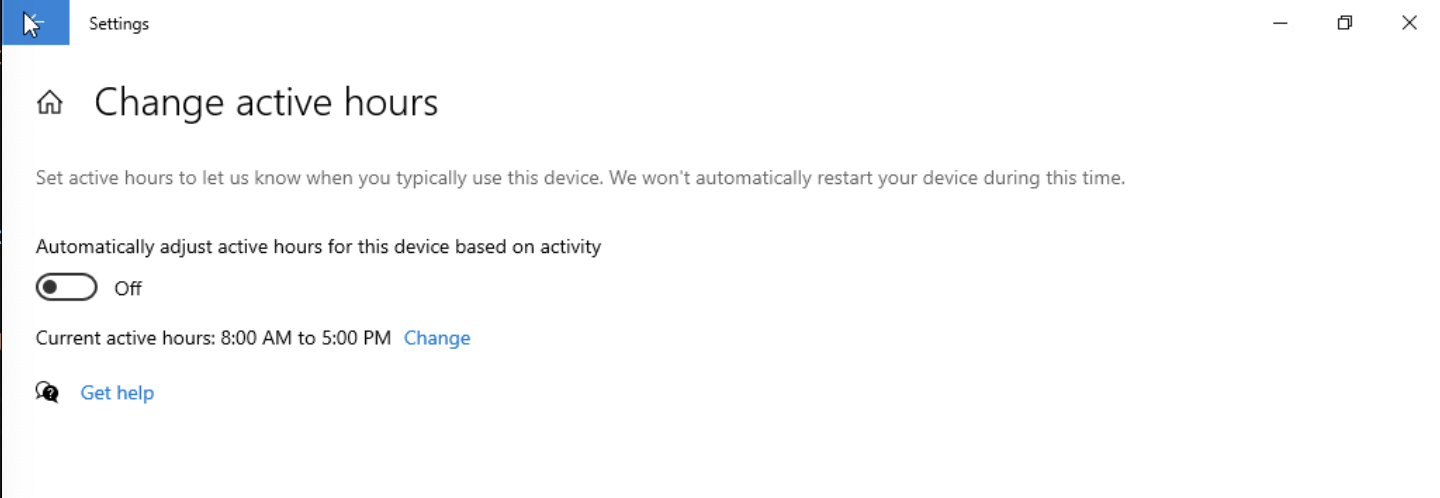 Settings
Change active hours
Set active hours to let us know when you typically use this device. We won't automatically restart your device during this time.
Automatically adjust active hours for this device based on activity
Off
Current active hours: 8:00 AM to 5:00 PM Change
Get help